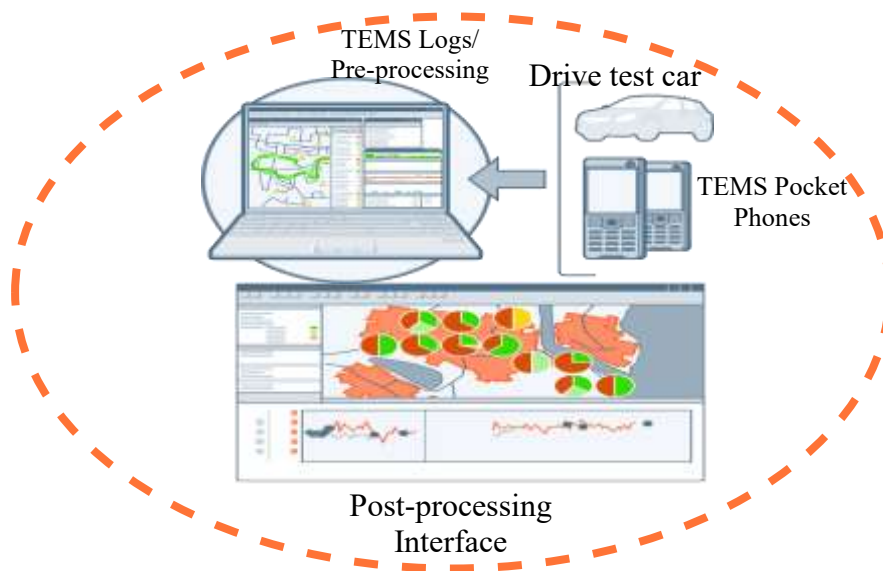 TEMS Logs/
Pre-processing
Drive test car
TEMS Pocket
Phones
Post-processing
Interface